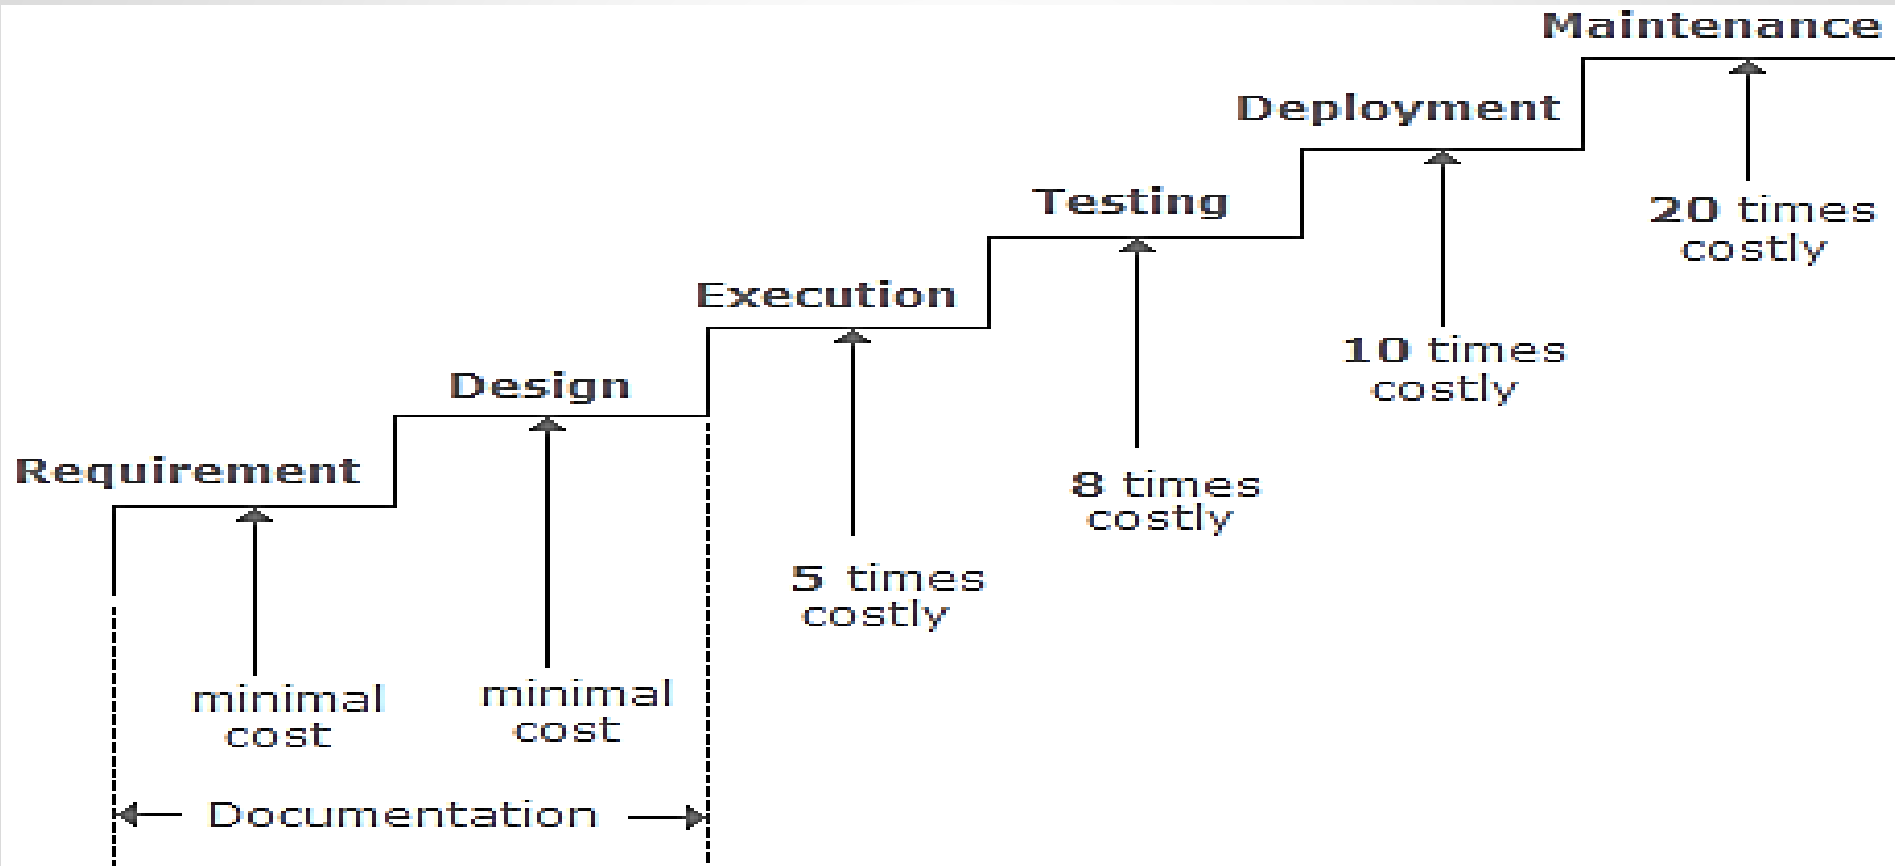 Maintenance
Deployment
20 times
costly
Testing
Execution
10 times
costly
Design
Requirement
8 times
costly
5 times
costly
minimal
cost
minimal
cost
Documentation